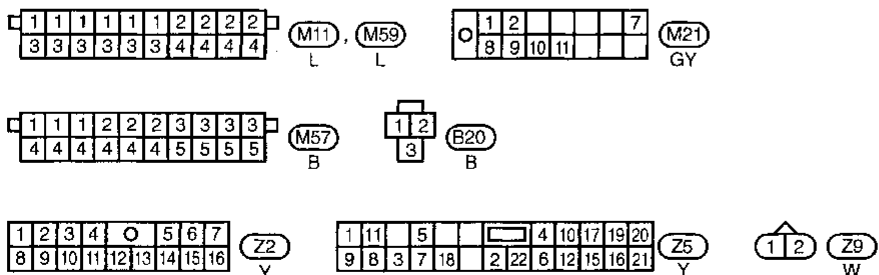 1 1 1 1 1 1 2 2 2 2
3 3 3 3 3 3 4 4 4 4
M11 , M59
L L
1 2 7
8 9 10 11
M21
GY
1 1 1 2 2 2 3 3 3 3
4 4 4 4 4 5 5 5 5 5
M57
B
1 2
3
B20
B
1 2 3 4 O 5 6 7
8 9 10 11 12 13 14 15 16
Z2
Y
1 11 5 4 10 17 19 20
9 8 3 7 18 2 22 6 12 15 16 21
Z5
Y
1 2
Z9
W